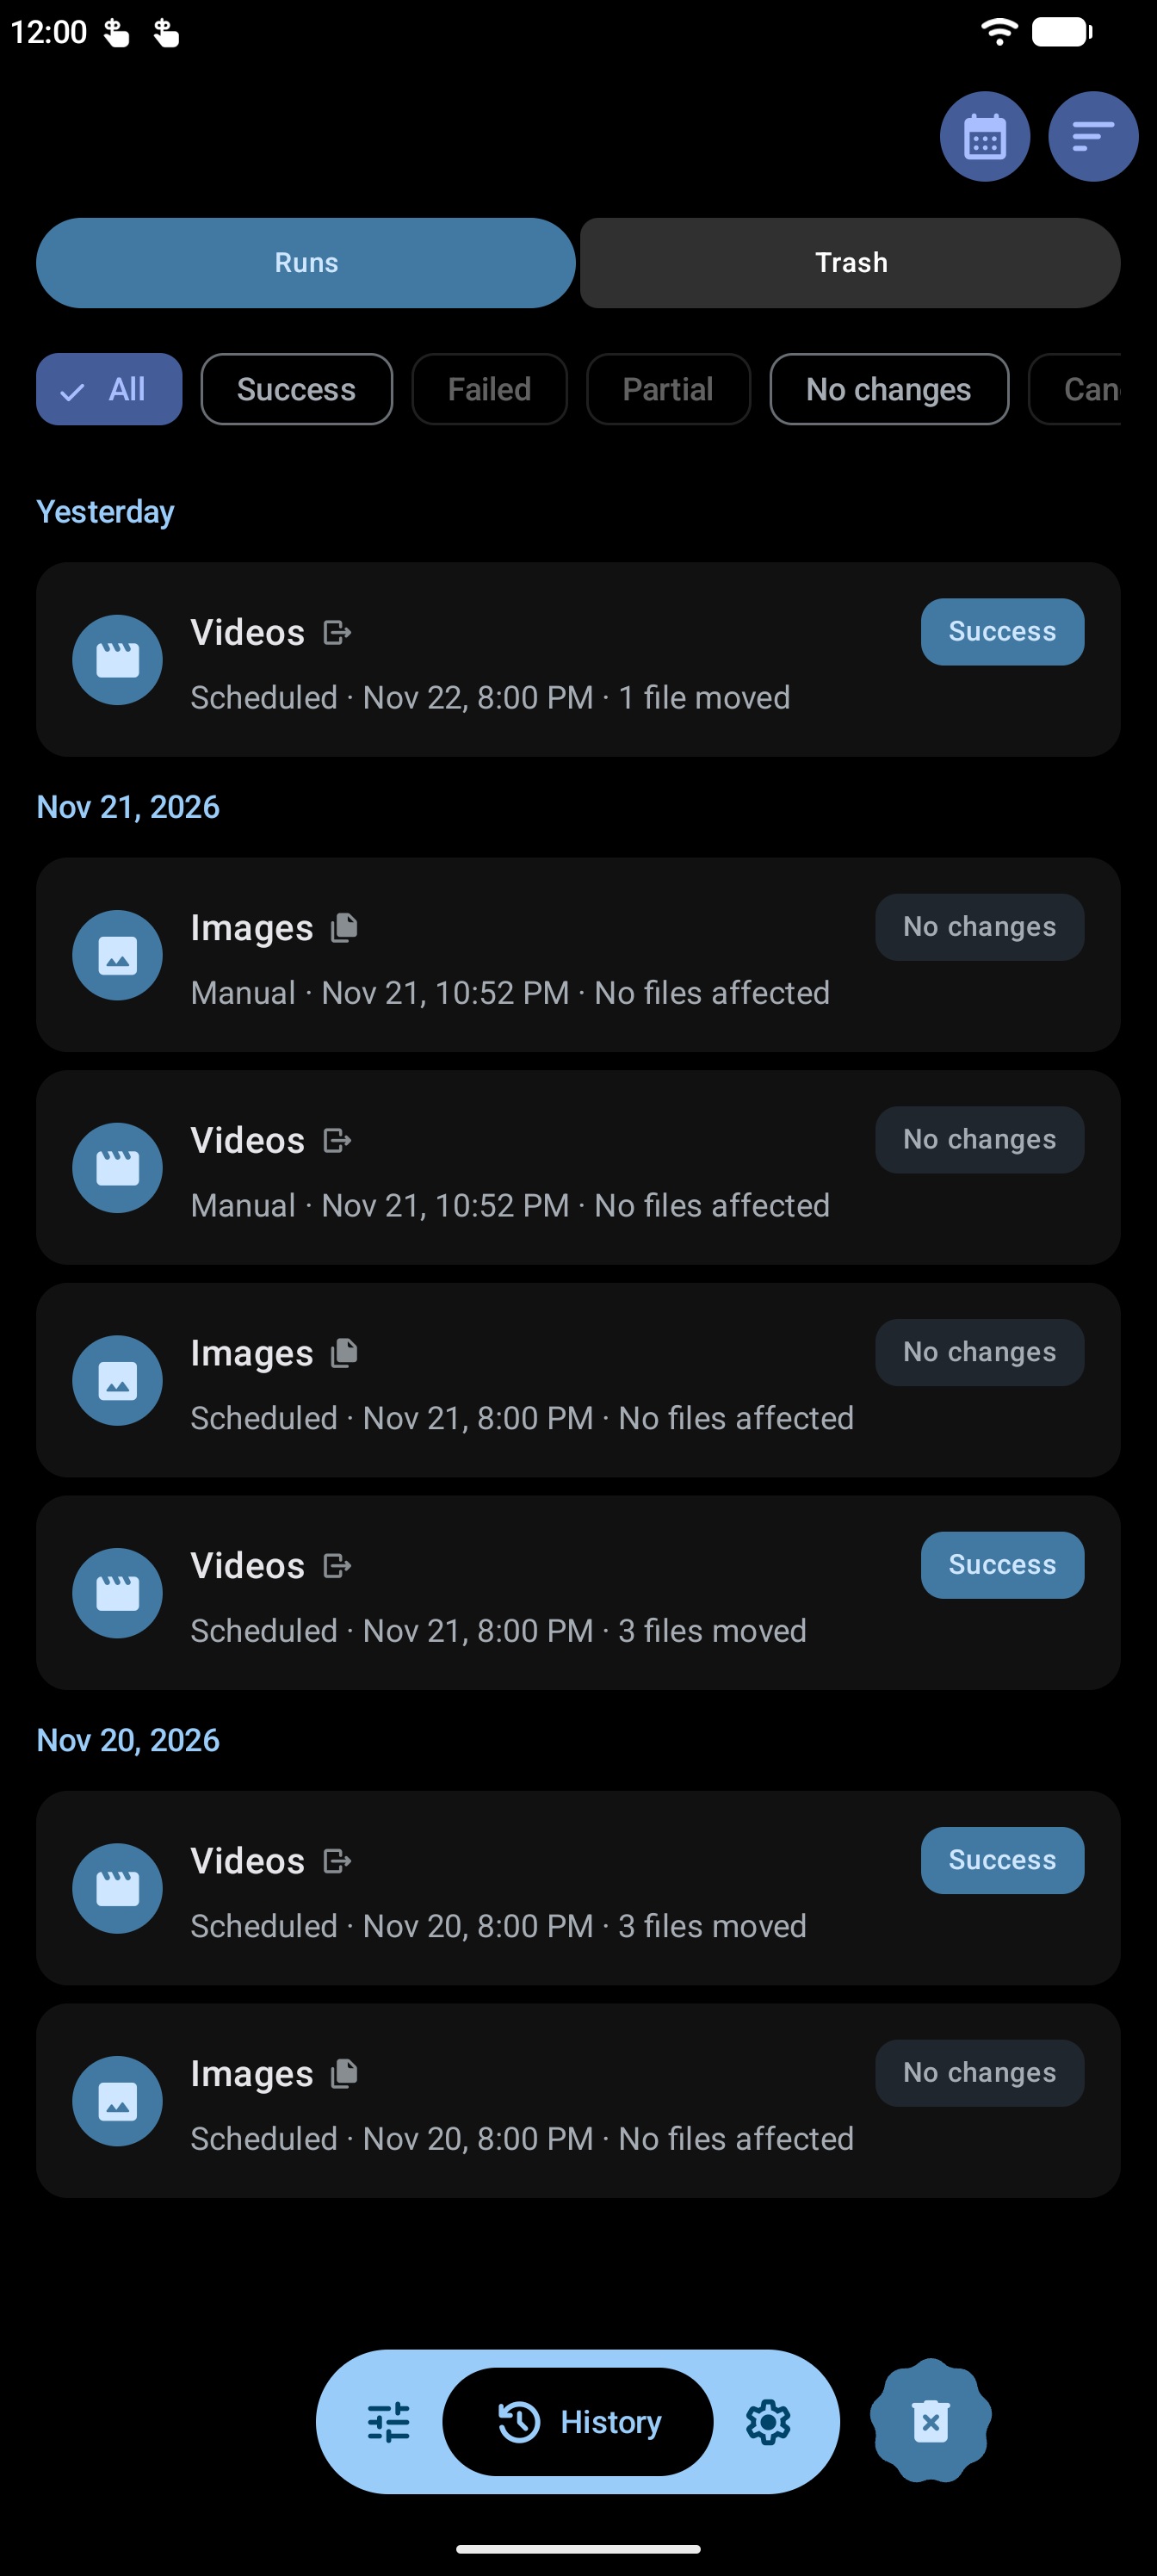 12:00
Runs
Trash
All
Success
Failed
Partial
No changes
Can
Yesterday
Videos
Success
Scheduled · Nov 22, 8:00 PM · 1 file moved
Nov 21, 2026
Images
No changes
Manual · Nov 21, 10:52 PM · No files affected
Videos
No changes
Manual · Nov 21, 10:52 PM · No files affected
Images
No changes
Scheduled · Nov 21, 8:00 PM · No files affected
Videos
Success
Scheduled · Nov 21, 8:00 PM · 3 files moved
Nov 20, 2026
Videos
Success
Scheduled · Nov 20, 8:00 PM · 3 files moved
Images
No changes
Scheduled · Nov 20, 8:00 PM · No files affected
History